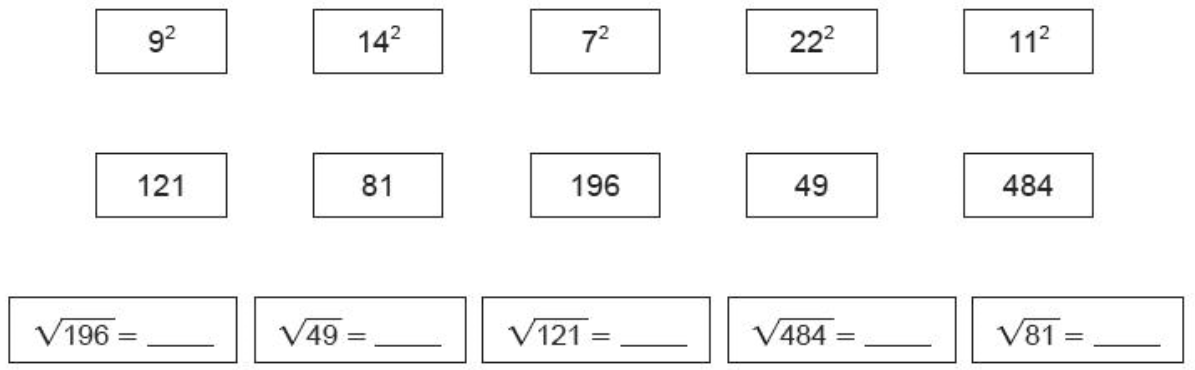 9² 14² 7² 22² 11²
121 81 196 49 484
√196 = ____ √49 = ____ √121 = ____ √484 = ____ √81 = ____